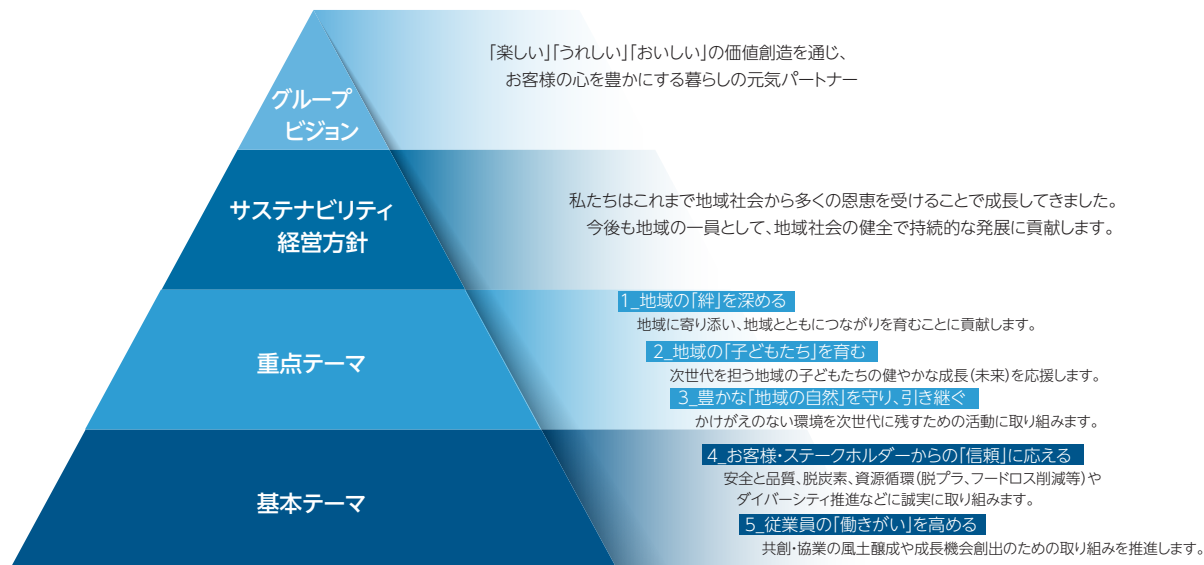 グループ
ビジョン
「楽しい」「うれしい」「おいしい」の価値創造を通じ、
お客様の心を豊かにする暮らしの元気パートナー
サステナビリティ
経営方針
私たちはこれまで地域社会から多くの恩恵を受けることで成長してきました。
今後も地域の一員として、地域社会の健全で持続的な発展に貢献します。
重点テーマ
1_地域の「絆」を深める
地域に寄り添い、地域とともにつながりを育むことに貢献します。
2_地域の「子どもたち」を育む
次世代を担う地域の子どもたちの健やかな成長(未来)を応援します。
3_豊かな「地域の自然」を守り、引き継ぐ
かけがえのない環境を次世代に残すための活動に取り組みます。
基本テーマ
4_お客様・ステークホルダーからの「信頼」に応える
安全と品質、脱炭素、資源循環(脱プラ、フードロス削減等)や
ダイバーシティ推進などに誠実に取り組みます。
5_従業員の「働きがい」を高める
共創・協業の風土醸成や成長機会創出のための取り組みを推進します。